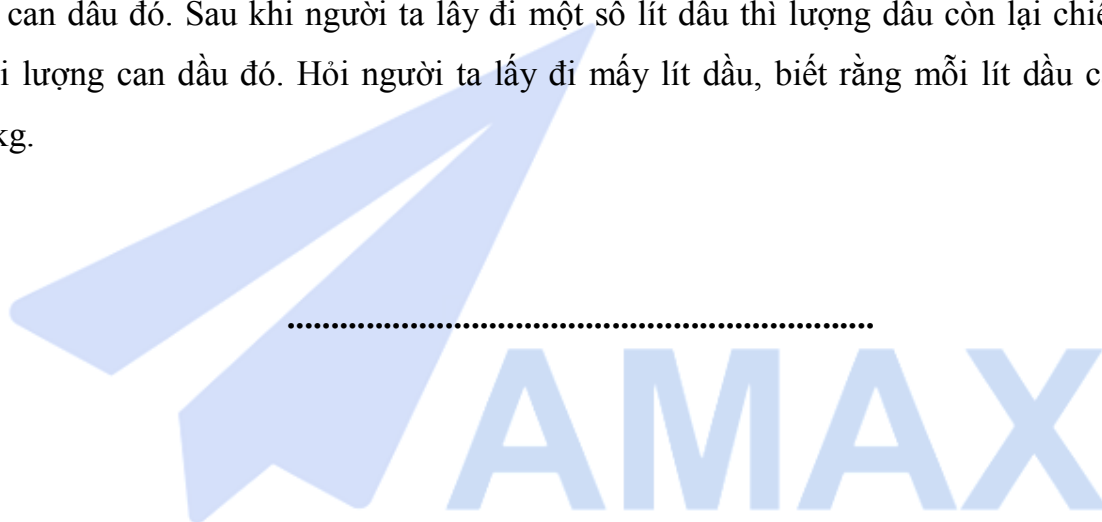 can dầu đó. Sau khi người ta lấy đi một số lít dầu thì lượng dầu còn lại chiế
i lượng can dầu đó. Hỏi người ta lấy đi mấy lít dầu, biết rằng mỗi lít dầu c
kg.
....................................................................
AMAX